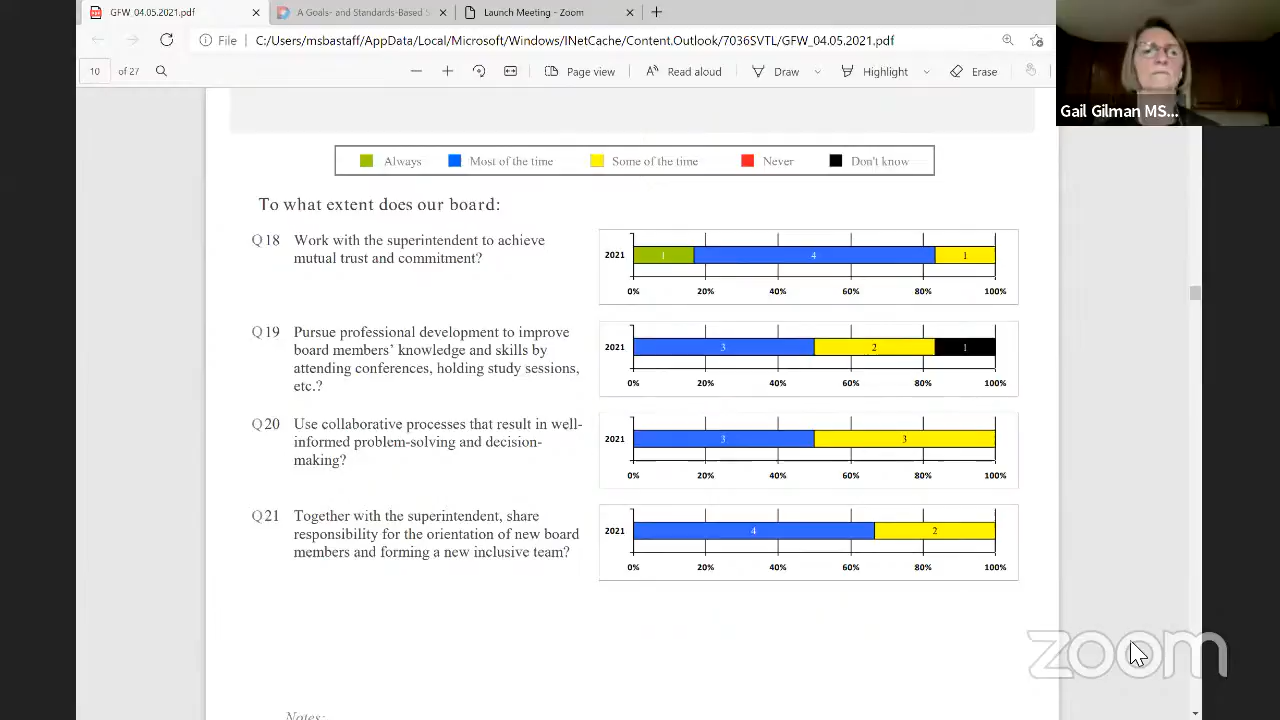 GFW_04.05.2021.pdf
A Goals- and Standards-Based S
Launch Meeting - Zoom
File
C:/Users/msbastaff/AppData/Local/Microsoft/Windows/INetCache/Content.Outlook/7036SVTL/GFW_04.05.2021.pdf
10 of 27
Page view
Read aloud
Draw
Highlight
Erase
Gail Gilman MS...
Always
Most of the time
Some of the time
Never
Don't know
To what extent does our board:
Q18 Work with the superintendent to achieve
mutual trust and commitment?
2021
1 4 1
0% 20% 40% 60% 80% 100%
Q19 Pursue professional development to improve
board members' knowledge and skills by
attending conferences, holding study sessions,
etc.?
2021
3 2 1
0% 20% 40% 60% 80% 100%
Q20 Use collaborative processes that result in well-
informed problem-solving and decision-
making?
2021
3 3
0% 20% 40% 60% 80% 100%
Q21 Together with the superintendent, share
responsibility for the orientation of new board
members and forming a new inclusive team?
2021
4 2
0% 20% 40% 60% 80% 100%
zoom
Notes: